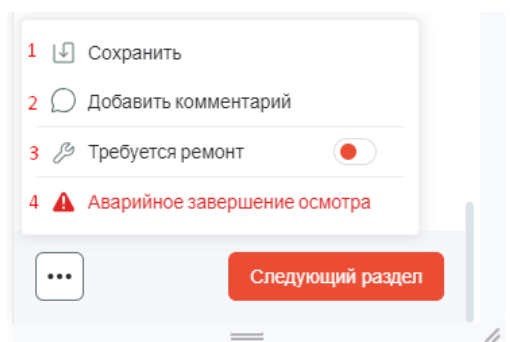 1 Сохранить
2 Добавить комментарий
3 Требуется ремонт
4 Аварийное завершение осмотра
Следующий раздел